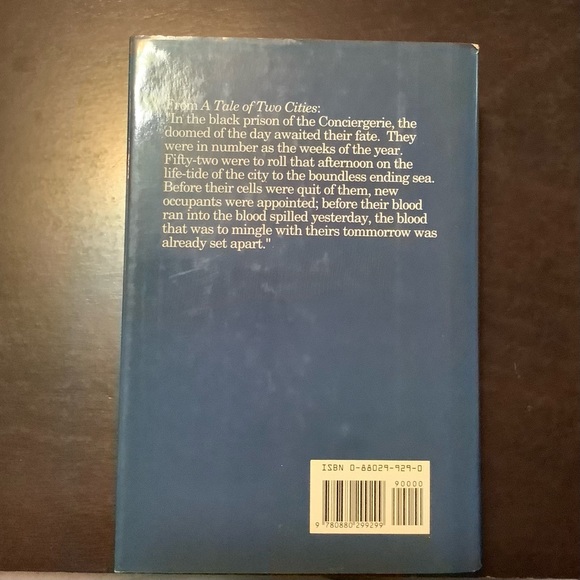 From A Tale of Two Cities:
"In the black prison of the Conciergerie, the
doomed of the day awaited their fate. They
were in number as the weeks of the year.
Fifty-two were to roll that afternoon on the
life-tide of the city to the boundless ending sea.
Before their cells were quit of them, new
occupants were appointed; before their blood
ran into the blood spilled yesterday, the blood
that was to mingle with theirs tommorrow was
already set apart."
ISBN 0-88029-929-0
90000
9 780880 299299